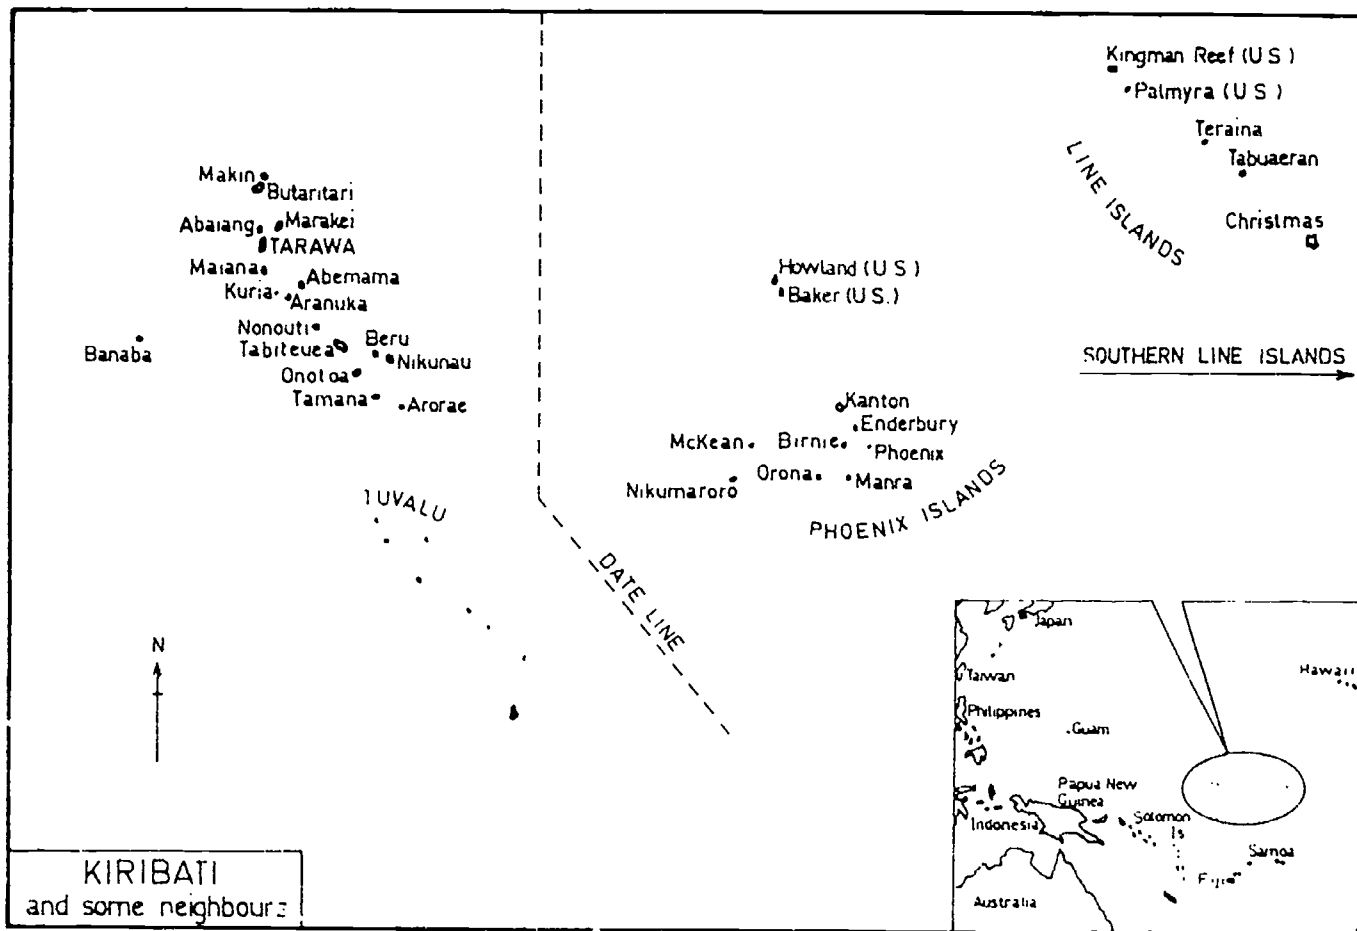 Kingman Reef (U S )
Palmyra (U S )
Teraina
Tabuaeran
LINE ISLANDS
Christmas
Makin
Butaritari
Abaiang
Marakei
TARAWA
Maiana
Abemama
Kuria
Aranuka
Nonouti
Beru
Banaba
Tabiteuea
Nikunau
Onotoa
Tamana
Arorae
Howland (U S )
Baker (U S.)
SOUTHERN LINE ISLANDS
Kanton
Enderbury
McKean
Birnie
Phoenix
Orona
Manra
Nikumaroro
PHOENIX ISLANDS
TUVALU
DATE LINE
N
Japan
Taiwan
Hawaii
Philippines
Guam
Papua New
Guinea
Indonesia
Solomon
Is
Samoa
Fiji
Australia
KIRIBATI
and some neighbours